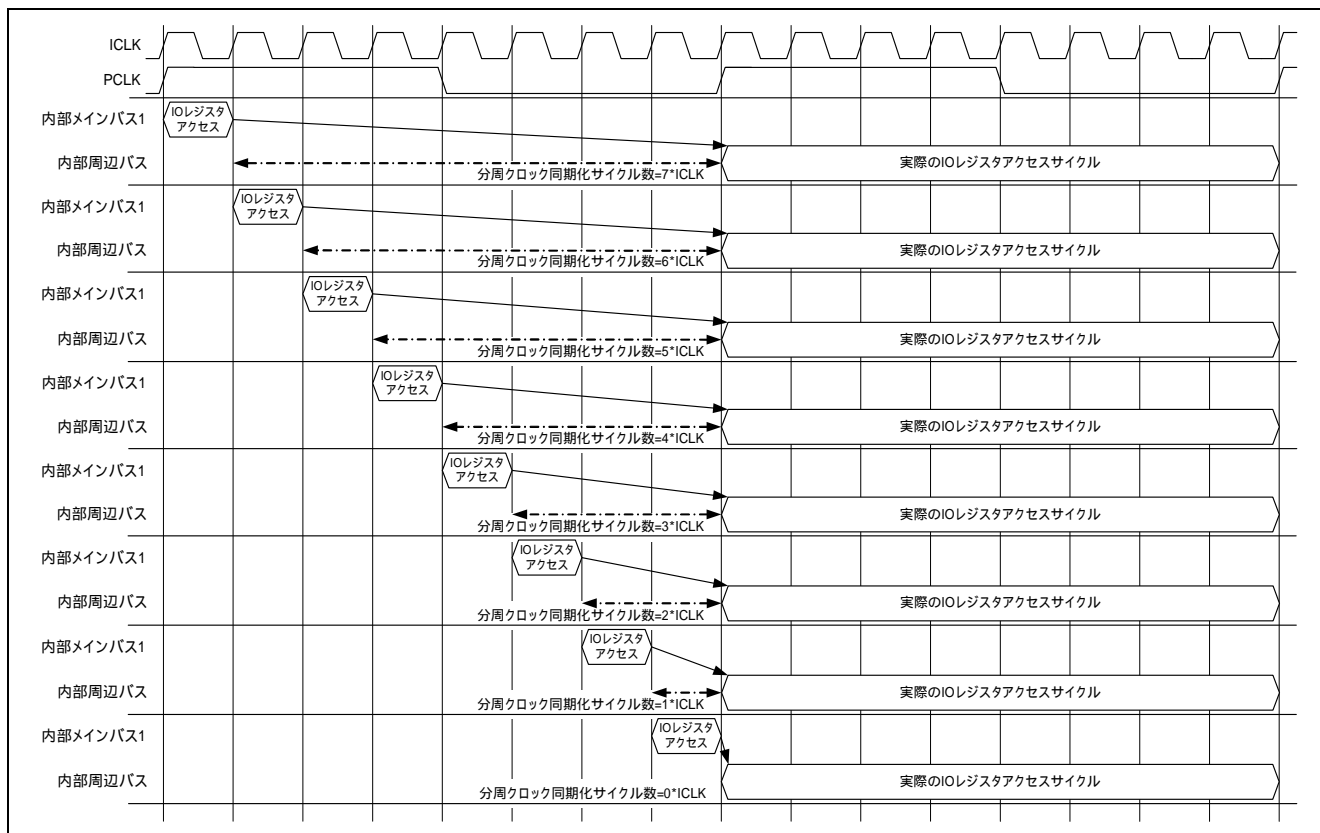 ICLK
PCLK
内部メインバス1
IOレジスタ
アクセス
内部周辺バス
分周クロック同期化サイクル数=7*ICLK
実際のIOレジスタアクセスサイクル
内部メインバス1
IOレジスタ
アクセス
内部周辺バス
分周クロック同期化サイクル数=6*ICLK
実際のIOレジスタアクセスサイクル
内部メインバス1
IOレジスタ
アクセス
内部周辺バス
分周クロック同期化サイクル数=5*ICLK
実際のIOレジスタアクセスサイクル
内部メインバス1
IOレジスタ
アクセス
内部周辺バス
分周クロック同期化サイクル数=4*ICLK
実際のIOレジスタアクセスサイクル
内部メインバス1
IOレジスタ
アクセス
内部周辺バス
分周クロック同期化サイクル数=3*ICLK
実際のIOレジスタアクセスサイクル
内部メインバス1
IOレジスタ
アクセス
内部周辺バス
分周クロック同期化サイクル数=2*ICLK
実際のIOレジスタアクセスサイクル
内部メインバス1
IOレジスタ
アクセス
内部周辺バス
分周クロック同期化サイクル数=1*ICLK
実際のIOレジスタアクセスサイクル
内部メインバス1
IOレジスタ
アクセス
内部周辺バス
分周クロック同期化サイクル数=0*ICLK
実際のIOレジスタアクセスサイクル